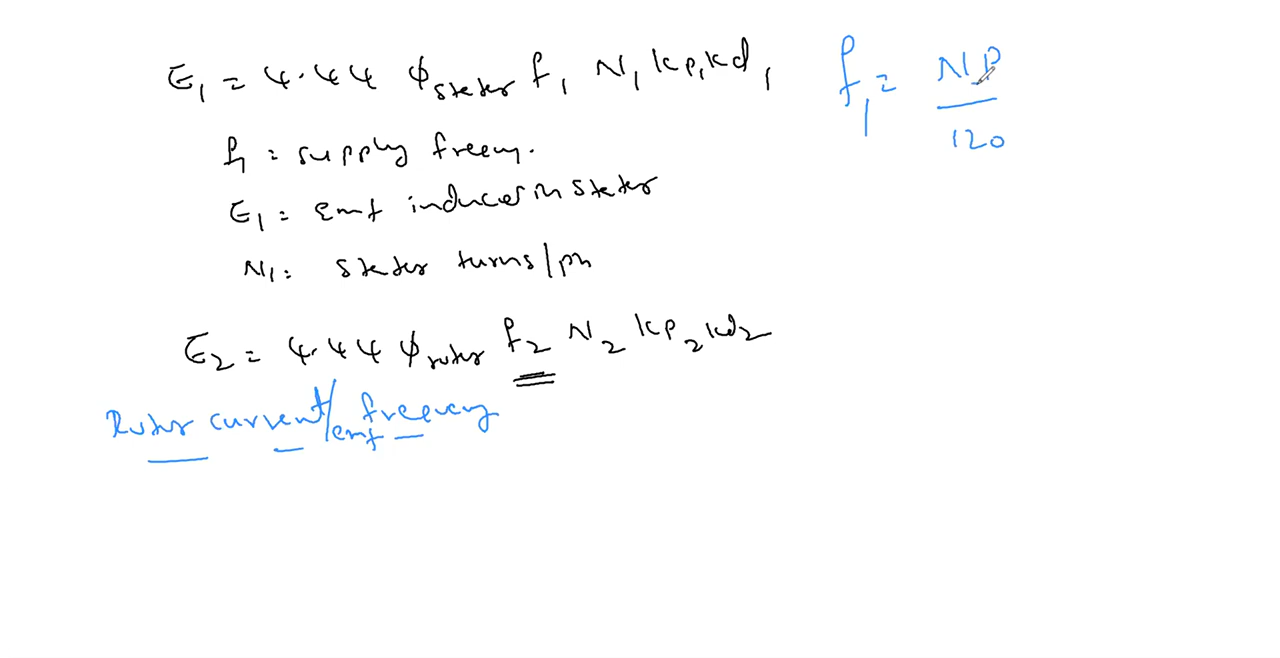 E₁ = 4.44 ϕstator f₁ N₁ kp₁ kd₁
f₁ = NP / 120
f₁ = supply freqn.
E₁ = Emf induced in stator
N₁ = stator turns/ph
E₂ = 4.44 ϕrotor f₂ N₂ kp₂ kd₂
Rotor current/emf frequency